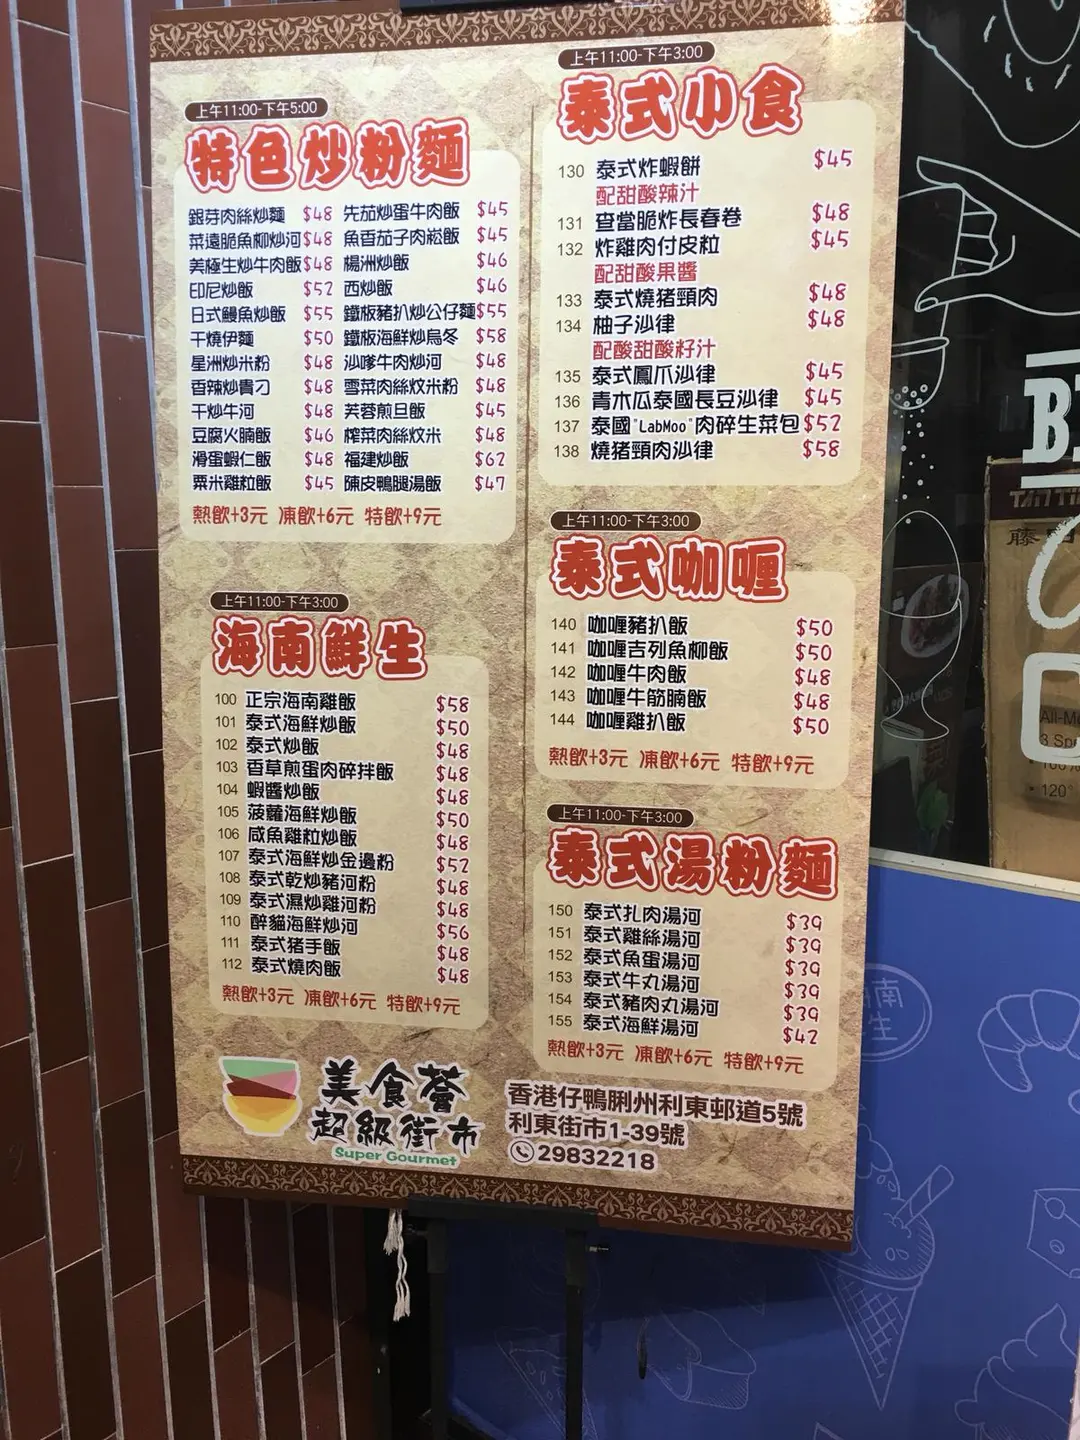 上午11:00-下午5:00
特色炒粉麵
銀芽肉絲炒麵 $48 先茄炒蛋牛肉飯 $45
菜遠脆魚柳炒河 $48 魚香茄子肉崧飯 $45
美極生炒牛肉飯 $48 楊洲炒飯 $46
印尼炒飯 $52 西炒飯 $46
日式鰻魚炒飯 $55 鐵板豬扒炒公仔麵 $55
干燒伊麵 $50 鐵板海鮮炒烏冬 $58
星洲炒米粉 $48 沙嗲牛肉炒河 $48
香辣炒貴刁 $48 雪菜肉絲炆米粉 $48
干炒牛河 $48 芙蓉煎旦飯 $45
豆腐火腩飯 $46 榨菜肉絲炆米 $48
滑蛋蝦仁飯 $48 福建炒飯 $62
粟米雞粒飯 $45 陳皮鴨腿湯飯 $47
熱飲+3元 凍飲+6元 特飲+9元
上午11:00-下午3:00
海南鮮生
100 正宗海南雞飯 $58
101 泰式海鮮炒飯 $50
102 泰式炒飯 $48
103 香草煎蛋肉碎拌飯 $48
104 蝦醬炒飯 $48
105 菠蘿海鮮炒飯 $50
106 咸魚雞粒炒飯 $48
107 泰式海鮮炒金邊粉 $52
108 泰式乾炒豬河粉 $48
109 泰式濕炒雞河粉 $48
110 醉貓海鮮炒河 $56
111 泰式猪手飯 $48
112 泰式燒肉飯 $48
熱飲+3元 凍飲+6元 特飲+9元
上午11:00-下午3:00
泰式小食
130 泰式炸蝦餅 $45
配甜酸辣汁
131 查當脆炸長春卷 $48
132 炸雞肉付皮粒 $45
配甜酸果醬
133 泰式燒猪頸肉 $48
134 柚子沙律 $48
配酸甜酸籽汁
135 泰式鳳爪沙律 $45
136 青木瓜泰國長豆沙律 $45
137 泰國"LabMoo"肉碎生菜包 $52
138 燒猪頸肉沙律 $58
上午11:00-下午3:00
泰式咖喱
140 咖喱豬扒飯 $50
141 咖喱吉列魚柳飯 $50
142 咖喱牛肉飯 $48
143 咖喱牛筋腩飯 $48
144 咖喱雞扒飯 $50
熱飲+3元 凍飲+6元 特飲+9元
上午11:00-下午3:00
泰式湯粉麵
150 泰式扎肉湯河 $39
151 泰式雞絲湯河 $39
152 泰式魚蛋湯河 $39
153 泰式牛丸湯河 $39
154 泰式豬肉丸湯河 $39
155 泰式海鮮湯河 $42
熱飲+3元 凍飲+6元 特飲+9元
美食薈
超級街市
Super Gourmet
香港仔鴨脷洲利東邨道5號
利東街市1-39號
29832218
南
生
藤
120°